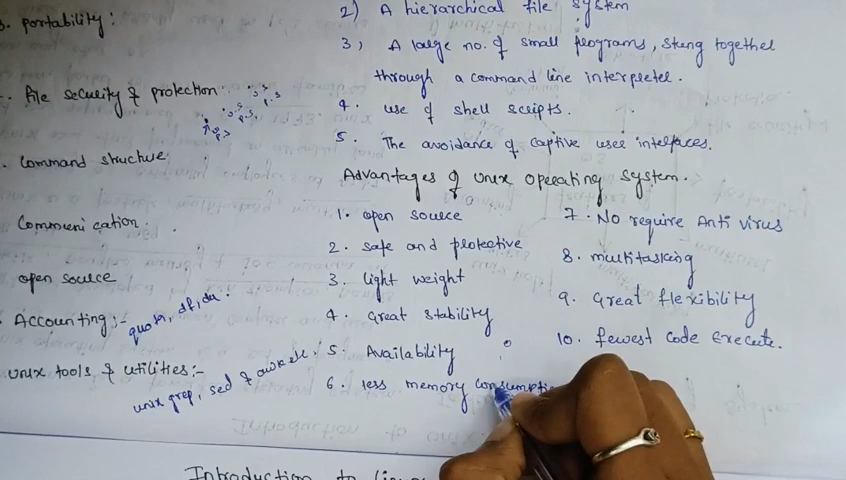 3. portability:
File security & protection
Command structure
Communication
open source
Accounting:- quota, df, du.
unix tools & utilities:-
unix grep, sed & awk etc.
2) A hierarchical file system
3) A large no. of small programs, strung together
through a command line interpreter.
4. use of shell scripts.
5. The avoidance of captive user interfaces.
Advantages of Unix Operating System.
1. open source
2. safe and protective
3. light weight
4. Great stability
5. Availability
6. less memory consumptio
7. No require Anti virus
8. multitasking
9. Great flexibility
10. fewest code Execute.
Introduction to